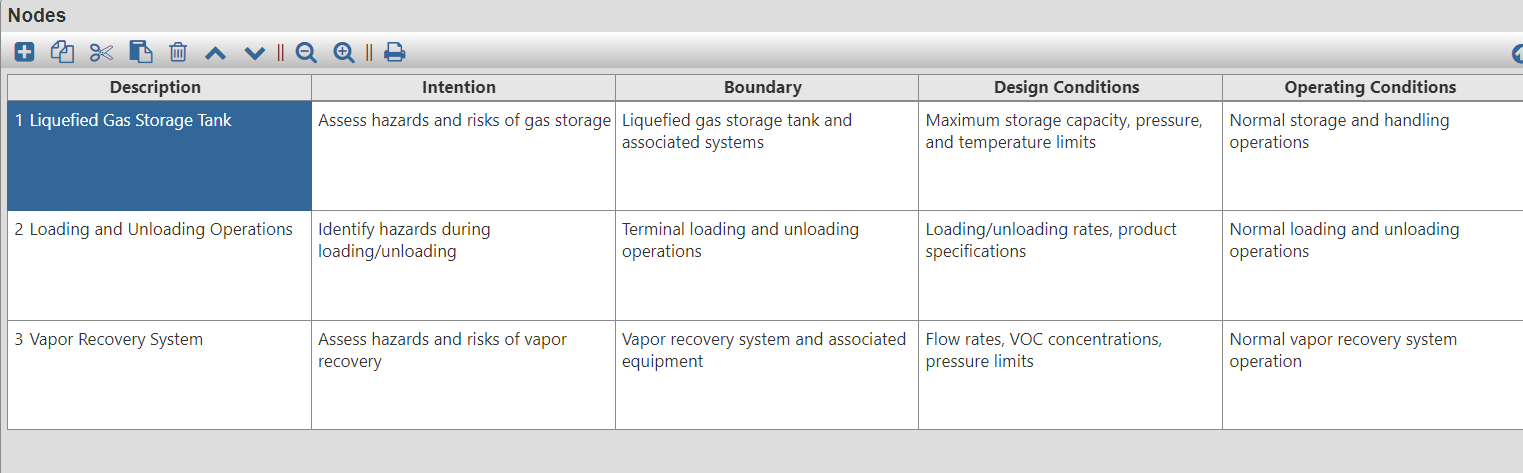 Nodes
Description
Intention
Boundary
Design Conditions
Operating Conditions
1 Liquefied Gas Storage Tank
Assess hazards and risks of gas storage
Liquefied gas storage tank and
associated systems
Maximum storage capacity, pressure,
and temperature limits
Normal storage and handling
operations
2 Loading and Unloading Operations
Identify hazards during
loading/unloading
Terminal loading and unloading
operations
Loading/unloading rates, product
specifications
Normal loading and unloading
operations
3 Vapor Recovery System
Assess hazards and risks of vapor
recovery
Vapor recovery system and associated
equipment
Flow rates, VOC concentrations,
pressure limits
Normal vapor recovery system
operation